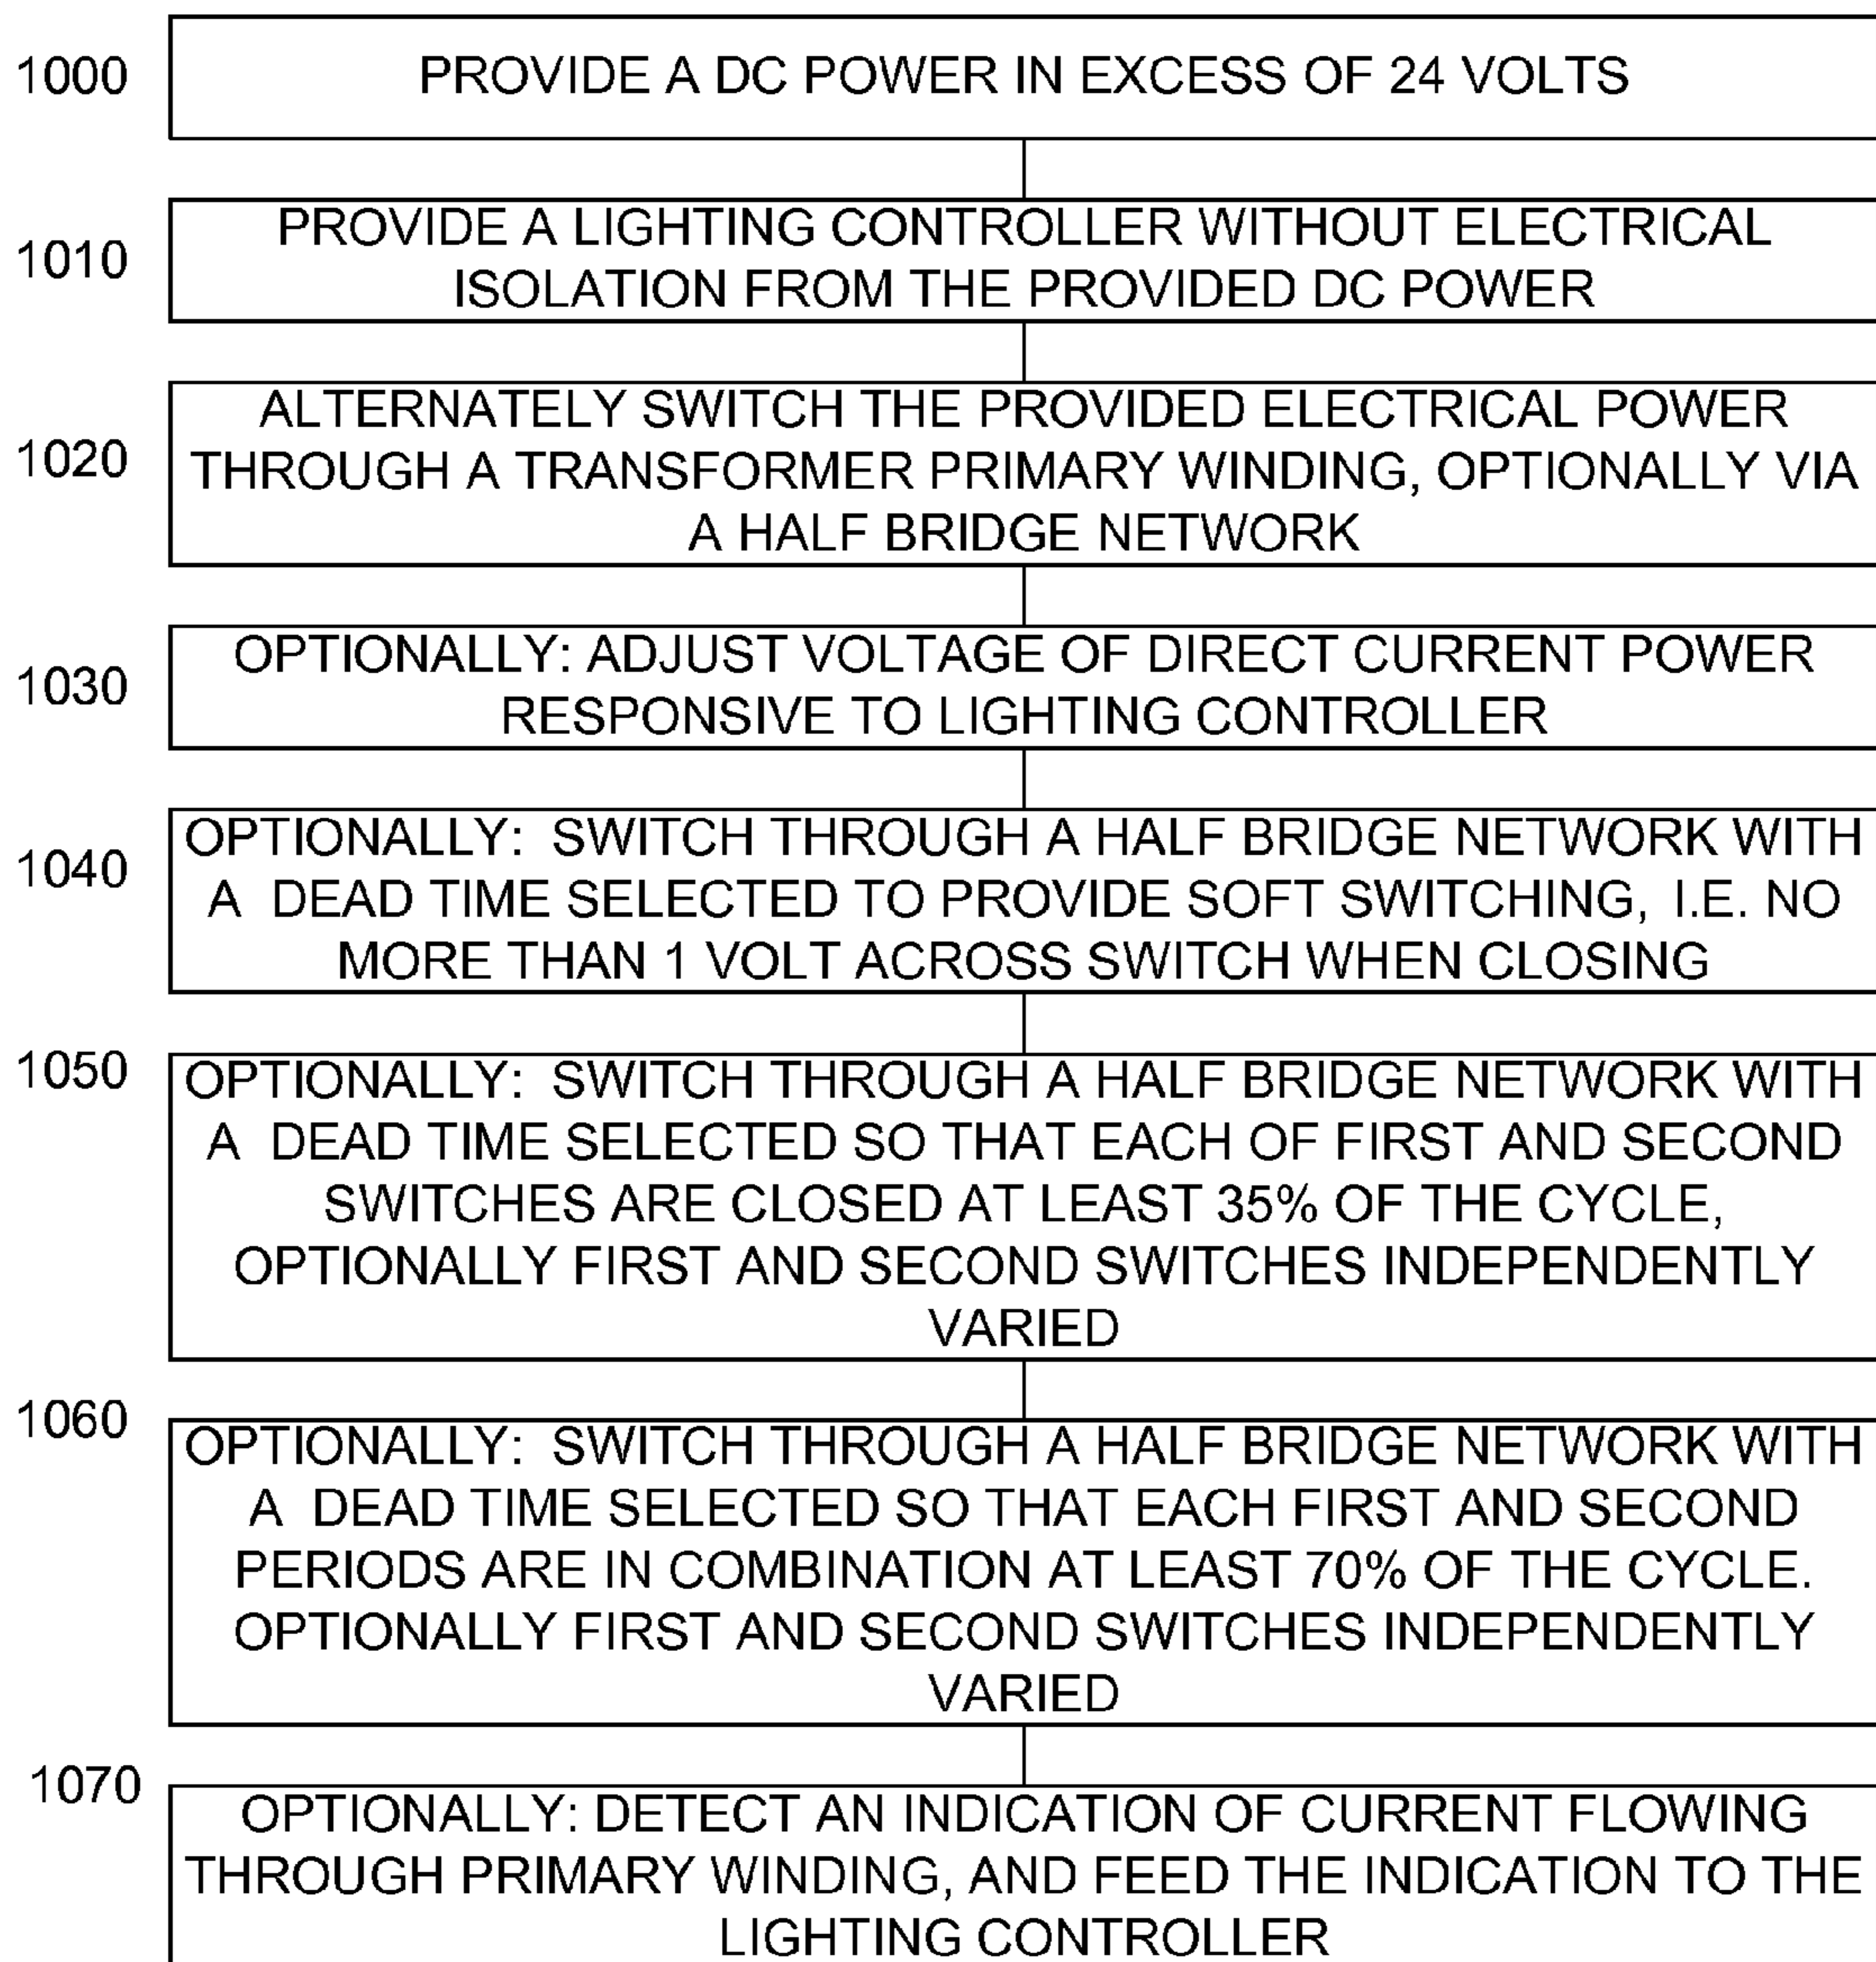 1000
PROVIDE A DC POWER IN EXCESS OF 24 VOLTS
1010
PROVIDE A LIGHTING CONTROLLER WITHOUT ELECTRICAL
ISOLATION FROM THE PROVIDED DC POWER
1020
ALTERNATELY SWITCH THE PROVIDED ELECTRICAL POWER
THROUGH A TRANSFORMER PRIMARY WINDING, OPTIONALLY VIA
A HALF BRIDGE NETWORK
1030
OPTIONALLY: ADJUST VOLTAGE OF DIRECT CURRENT POWER
RESPONSIVE TO LIGHTING CONTROLLER
1040
OPTIONALLY: SWITCH THROUGH A HALF BRIDGE NETWORK WITH
A DEAD TIME SELECTED TO PROVIDE SOFT SWITCHING, I.E. NO
MORE THAN 1 VOLT ACROSS SWITCH WHEN CLOSING
1050
OPTIONALLY: SWITCH THROUGH A HALF BRIDGE NETWORK WITH
A DEAD TIME SELECTED SO THAT EACH OF FIRST AND SECOND
SWITCHES ARE CLOSED AT LEAST 35% OF THE CYCLE,
OPTIONALLY FIRST AND SECOND SWITCHES INDEPENDENTLY
VARIED
1060
OPTIONALLY: SWITCH THROUGH A HALF BRIDGE NETWORK WITH
A DEAD TIME SELECTED SO THAT EACH FIRST AND SECOND
PERIODS ARE IN COMBINATION AT LEAST 70% OF THE CYCLE.
OPTIONALLY FIRST AND SECOND SWITCHES INDEPENDENTLY
VARIED
1070
OPTIONALLY: DETECT AN INDICATION OF CURRENT FLOWING
THROUGH PRIMARY WINDING, AND FEED THE INDICATION TO THE
LIGHTING CONTROLLER